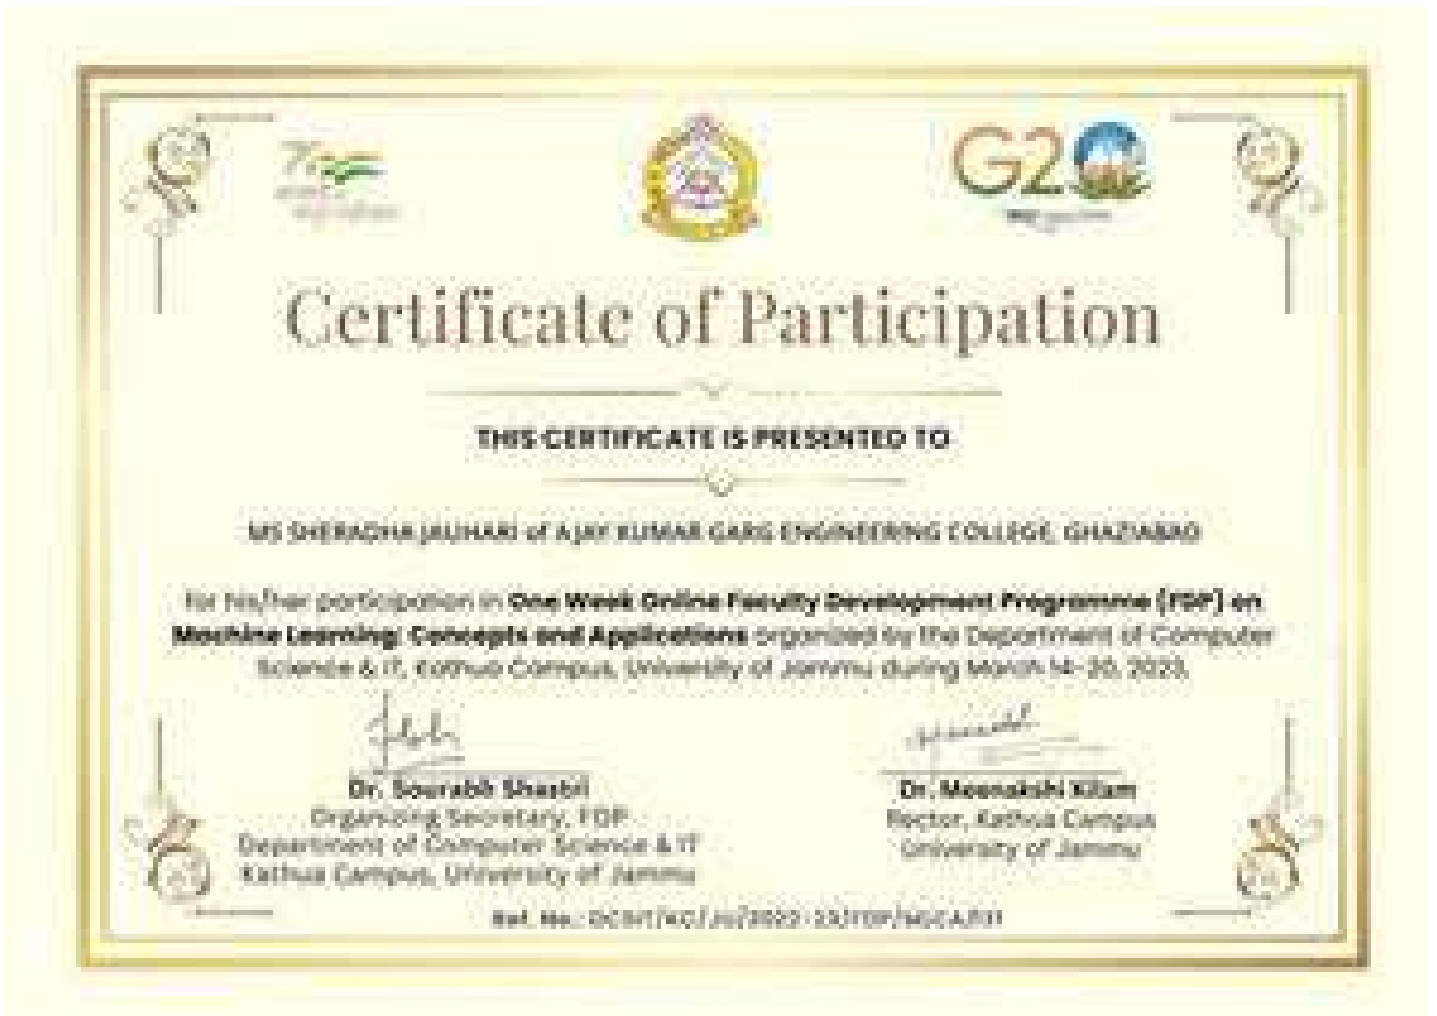 G20
Certificate of Participation
THIS CERTIFICATE IS PRESENTED TO
MS SHERADHA JAUHARI of AJAY KUMAR GARG ENGINEERING COLLEGE, GHAZIABAD
for his/her participation in One Week Online Faculty Development Programme (FDP) on
Machine Learning: Concepts and Applications organized by the Department of Computer
Science & IT, Kathua Campus, University of Jammu during March 14-20, 2023.
Dr. Sourabh Shastri
Organizing Secretary, FDP
Department of Computer Science & IT
Kathua Campus, University of Jammu
Dr. Meenakshi Kilam
Rector, Kathua Campus
University of Jammu
Ref. No.: